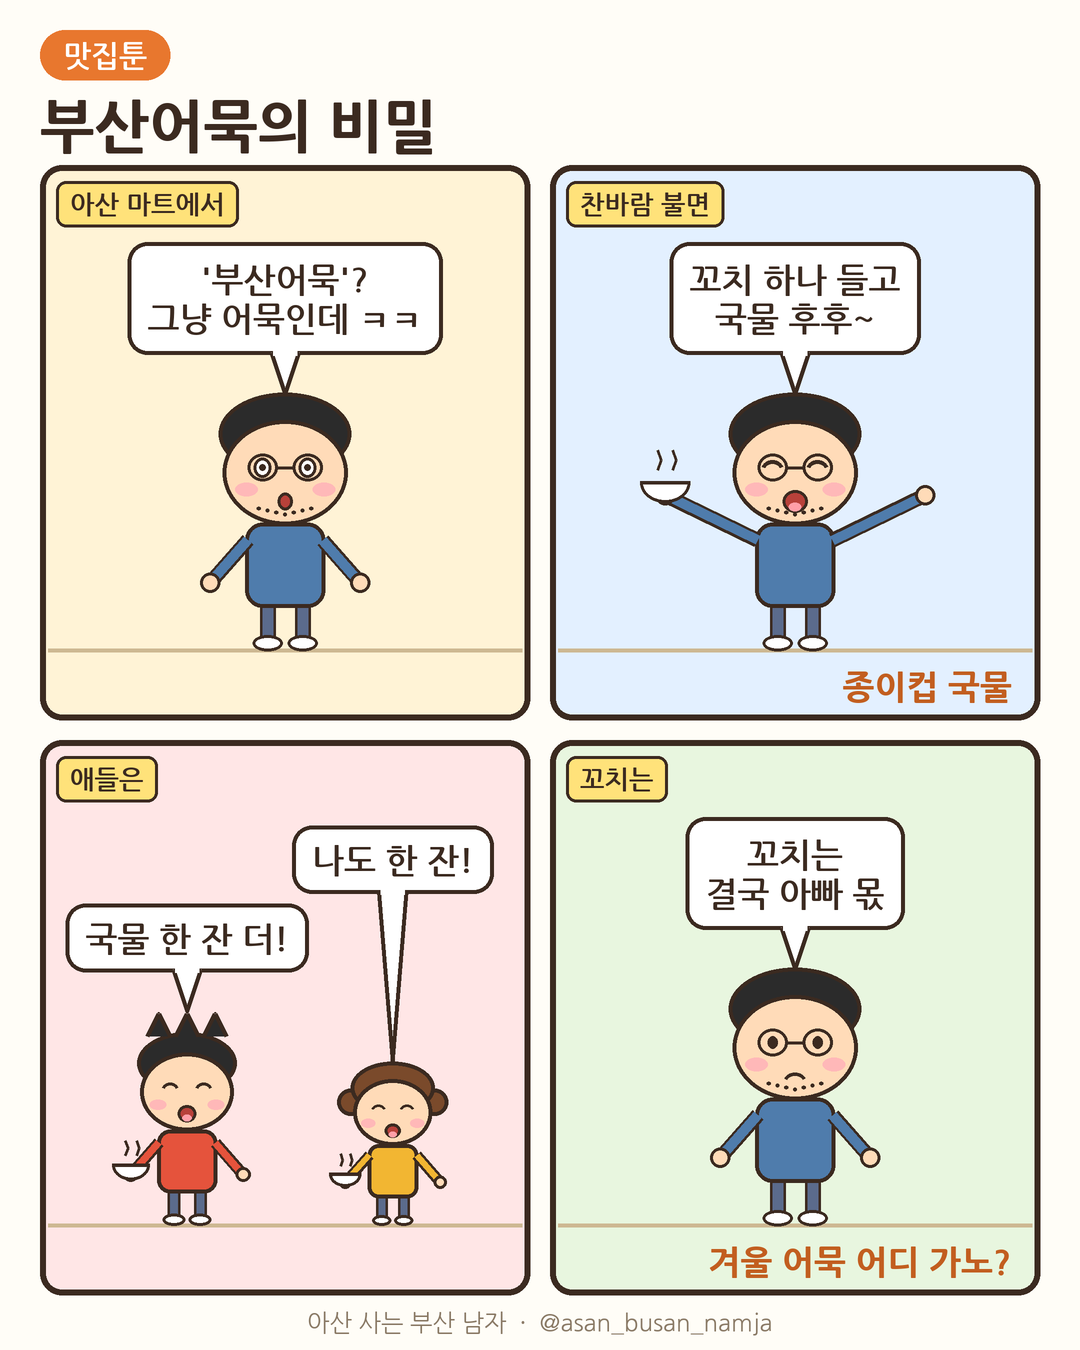 맛집툰
부산어묵의 비밀
아산 마트에서
'부산어묵'?
그냥 어묵인데 ㅋㅋ
찬바람 불면
꼬치 하나 들고
국물 후후~
종이컵 국물
애들은
나도 한 잔!
국물 한 잔 더!
꼬치는
꼬치는
결국 아빠 몫
겨울 어묵 어디 가노?
아산 사는 부산 남자 · @asan_busan_namja